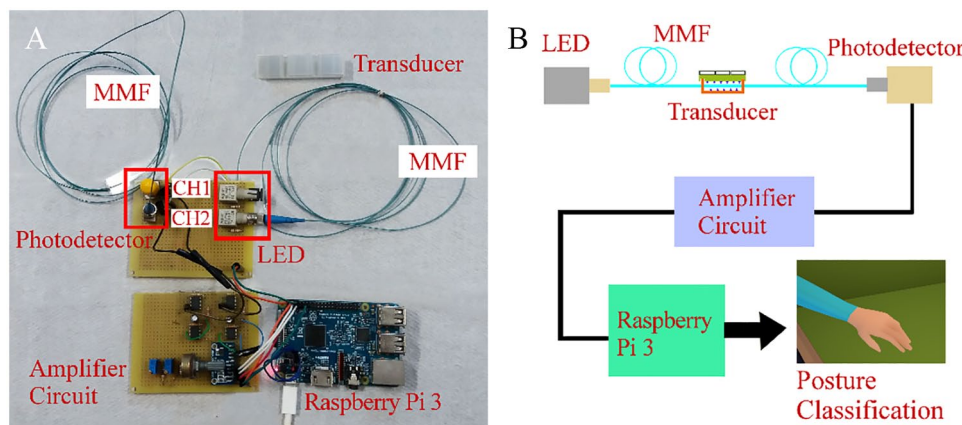 A
MMF
Transducer
MMF
CH1
CH2
Photodetector
LED
Amplifier
Circuit
Raspberry Pi 3
B
LED
MMF
Photodetector
Transducer
Amplifier
Circuit
Raspberry
Pi 3
Posture
Classification